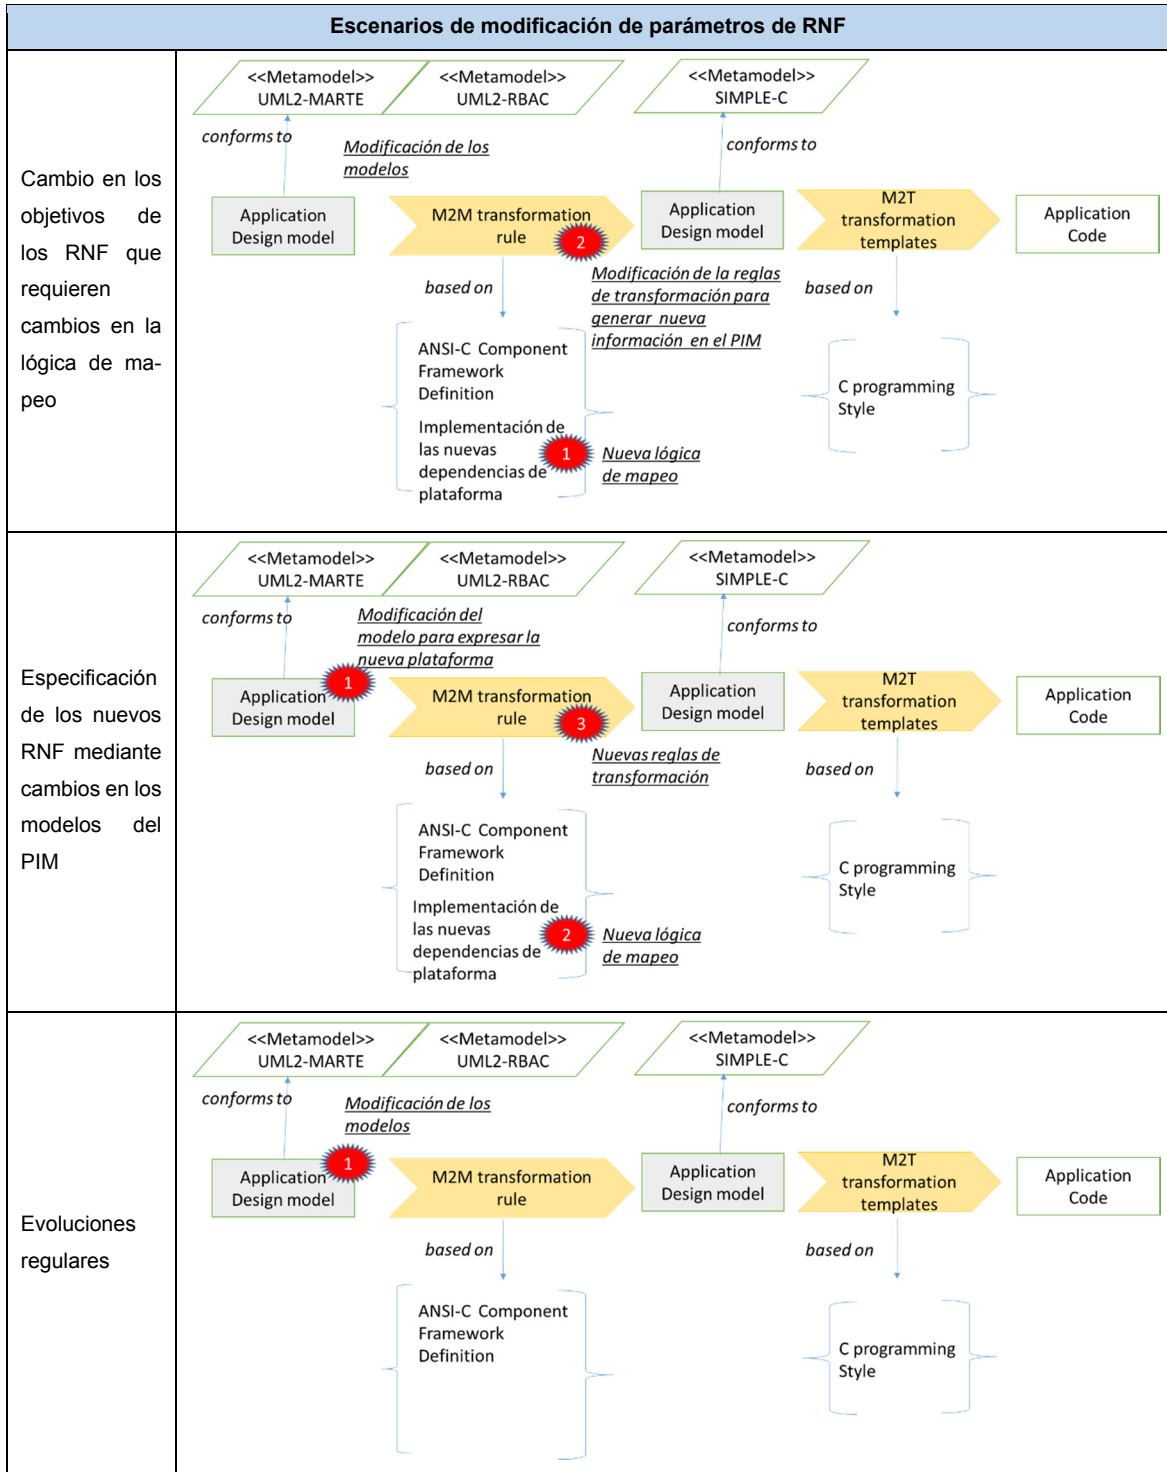 Escenarios de modificación de parámetros de RNF
Cambio en los
objetivos de
los RNF que
requieren
cambios en la
lógica de ma-
peo
<<Metamodel>>
UML2-MARTE
<<Metamodel>>
UML2-RBAC
<<Metamodel>>
SIMPLE-C
conforms to
Modificación de los
modelos
conforms to
Application
Design model
M2M transformation
rule
2
Application
Design model
M2T
transformation
templates
Application
Code
based on
Modificación de la reglas
de transformación para
generar nueva
información en el PIM
based on
ANSI-C Component
Framework
Definition
Implementación de
las nuevas
dependencias de
plataforma
1
Nueva lógica
de mapeo
C programming
Style
Especificación
de los nuevos
RNF mediante
cambios en los
modelos del
PIM
<<Metamodel>>
UML2-MARTE
<<Metamodel>>
UML2-RBAC
<<Metamodel>>
SIMPLE-C
conforms to
Modificación del
modelo para expresar la
nueva plataforma
conforms to
1
Application
Design model
M2M transformation
rule
3
Application
Design model
M2T
transformation
templates
Application
Code
based on
Nuevas reglas de
transformación
based on
ANSI-C Component
Framework
Definition
Implementación de
las nuevas
dependencias de
plataforma
2
Nueva lógica
de mapeo
C programming
Style
Evoluciones
regulares
<<Metamodel>>
UML2-MARTE
<<Metamodel>>
UML2-RBAC
<<Metamodel>>
SIMPLE-C
conforms to
Modificación de los
modelos
conforms to
1
Application
Design model
M2M transformation
rule
Application
Design model
M2T
transformation
templates
Application
Code
based on
based on
ANSI-C Component
Framework
Definition
C programming
Style